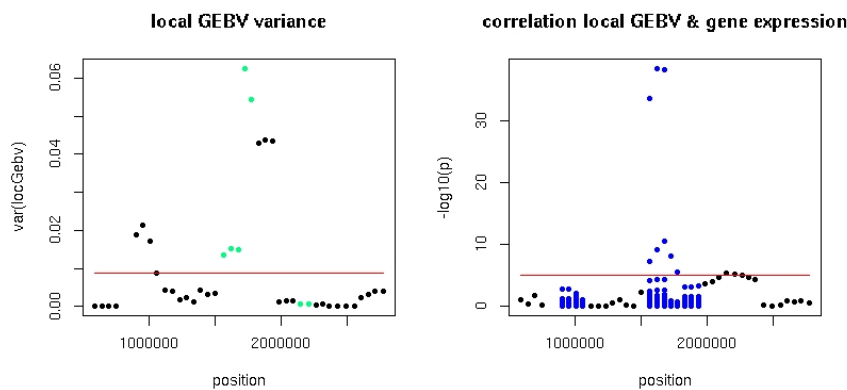 local GEBV variance
var(locGebv)
0.00
0.02
0.04
0.06
1000000
2000000
position
correlation local GEBV & gene expression
-log10(p)
0
10
20
30
1000000
2000000
position